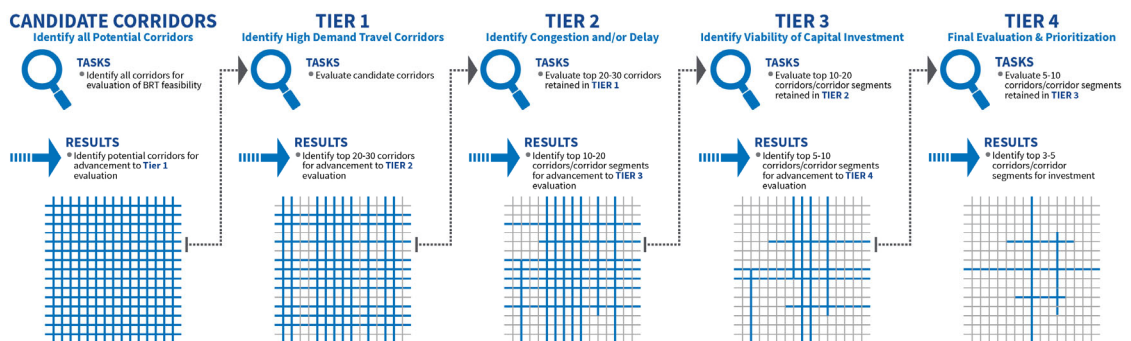 CANDIDATE CORRIDORS
Identify all Potential Corridors
TASKS
Identify all corridors for
evaluation of BRT feasibility
RESULTS
Identify potential corridors for
advancement to Tier 1
evaluation
TIER 1
Identify High Demand Travel Corridors
TASKS
Evaluate candidate corridors
RESULTS
Identify top 20-30 corridors
for advancement to TIER 2
evaluation
TIER 2
Identify Congestion and/or Delay
TASKS
Evaluate top 20-30 corridors
retained in TIER 1
RESULTS
Identify top 10-20
corridors/corridor segments
for advancement to TIER 3
evaluation
TIER 3
Identify Viability of Capital Investment
TASKS
Evaluate top 10-20
corridors/corridor segments
retained in TIER 2
RESULTS
Identify top 5-10
corridors/corridor segments
for advancement to TIER 4
evaluation
TIER 4
Final Evaluation & Prioritization
TASKS
Evaluate 5-10
corridors/corridor segments
retained in TIER 3
RESULTS
Identify top 3-5
corridors/corridor
segments for investment